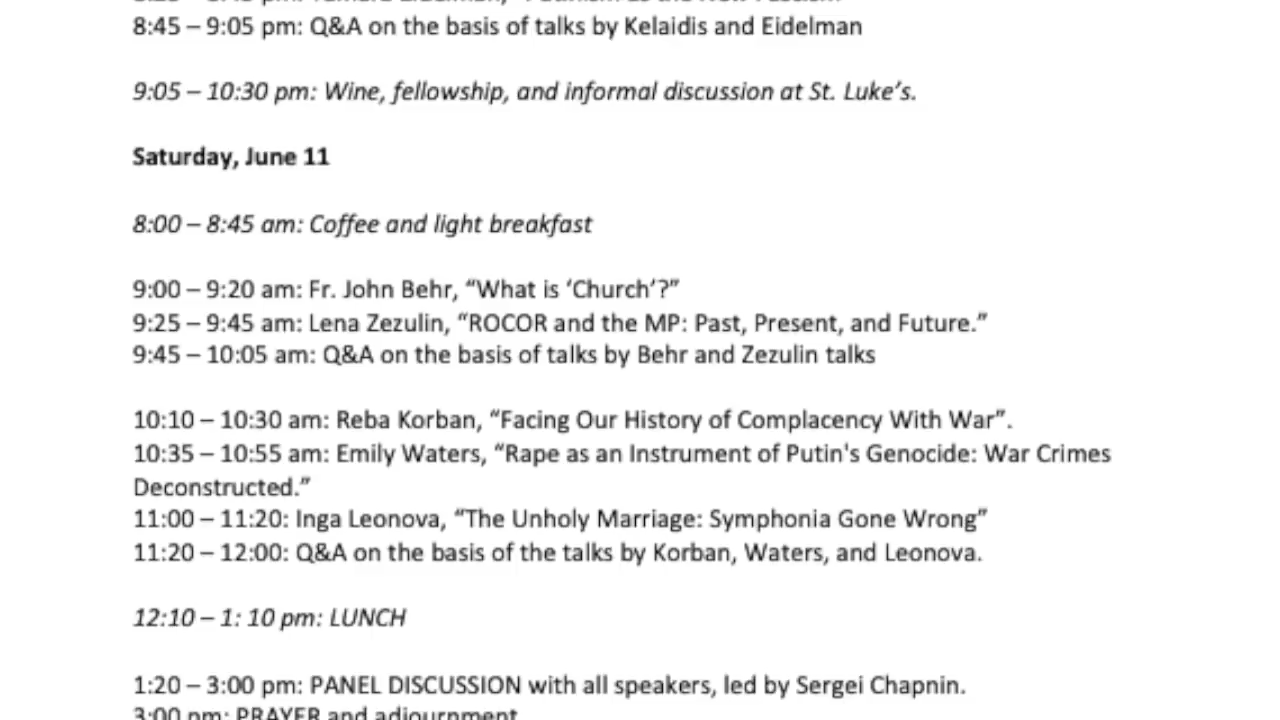 8:45 – 9:05 pm: Q&A on the basis of talks by Kelaidis and Eidelman
9:05 – 10:30 pm: Wine, fellowship, and informal discussion at St. Luke’s.
Saturday, June 11
8:00 – 8:45 am: Coffee and light breakfast
9:00 – 9:20 am: Fr. John Behr, “What is ‘Church’?”
9:25 – 9:45 am: Lena Zezulin, “ROCOR and the MP: Past, Present, and Future.”
9:45 – 10:05 am: Q&A on the basis of talks by Behr and Zezulin talks
10:10 – 10:30 am: Reba Korban, “Facing Our History of Complacency With War”.
10:35 – 10:55 am: Emily Waters, “Rape as an Instrument of Putin's Genocide: War Crimes
Deconstructed.”
11:00 – 11:20: Inga Leonova, “The Unholy Marriage: Symphonia Gone Wrong”
11:20 – 12:00: Q&A on the basis of the talks by Korban, Waters, and Leonova.
12:10 – 1: 10 pm: LUNCH
1:20 – 3:00 pm: PANEL DISCUSSION with all speakers, led by Sergei Chapnin.
3:00 pm: PRAYER and adjournment